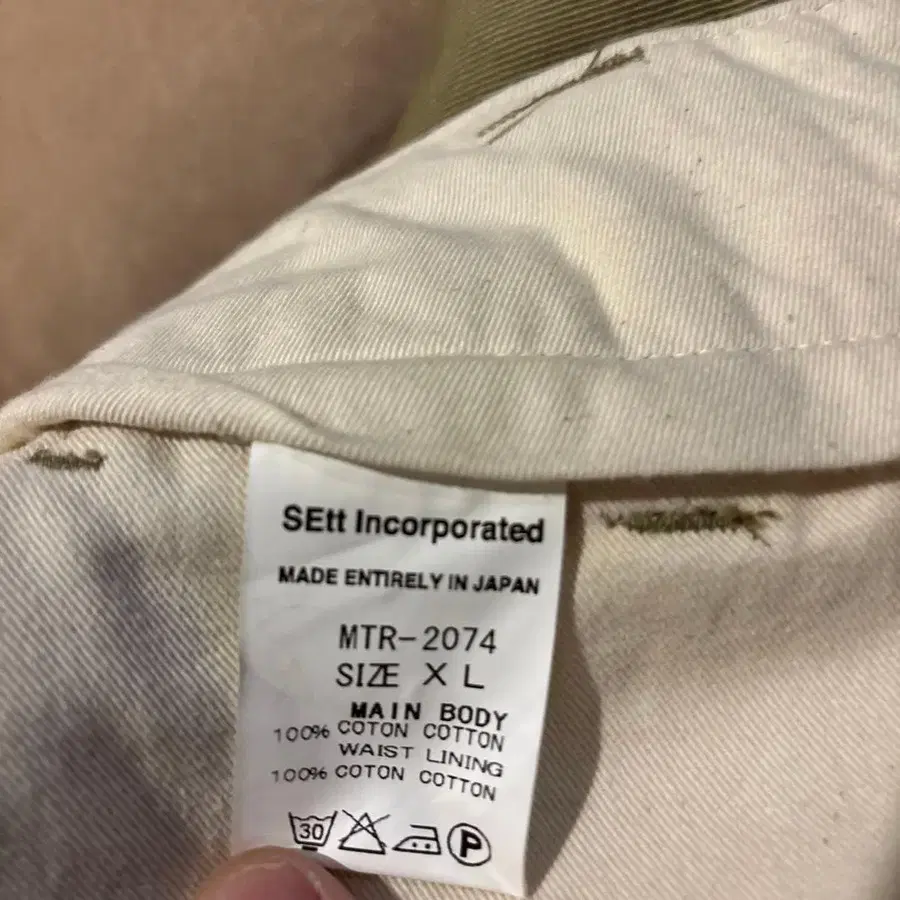 SEtt Incorporated
MADE ENTIRELY IN JAPAN
MTR-2074
SIZE XL
MAIN BODY
100% COTON COTTON
WAIST LINING
100% COTON COTTON
30 P